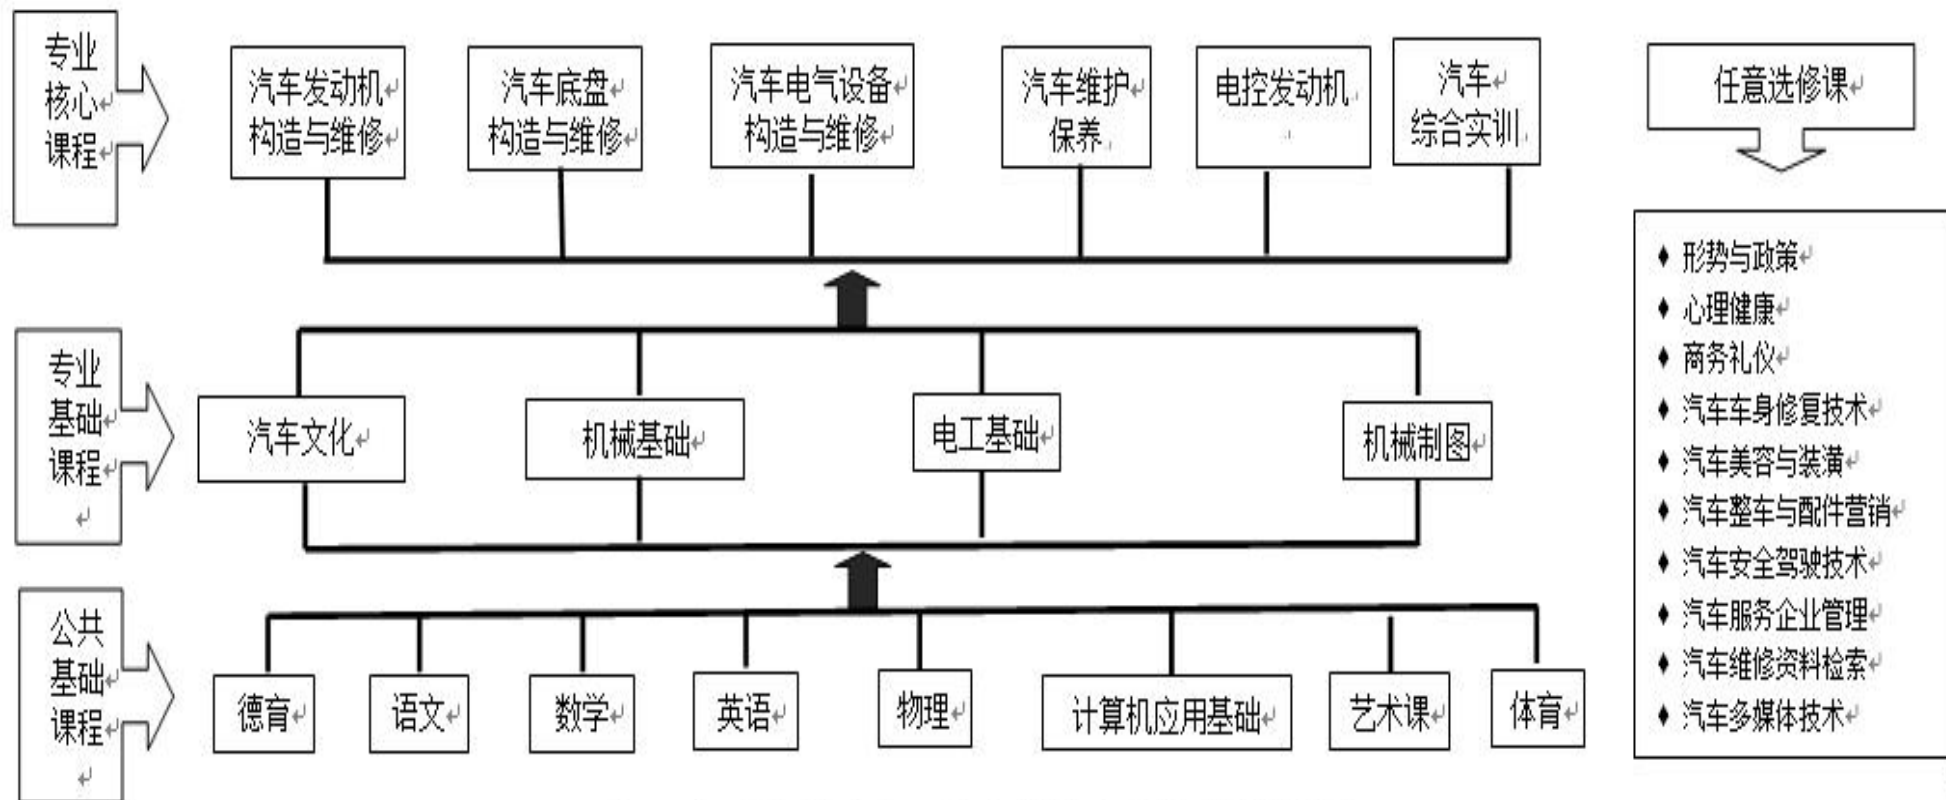 专业
核心
课程
汽车发动机
构造与维修
汽车底盘
构造与维修
汽车电气设备
构造与维修
汽车维护
保养
电控发动机
汽车
综合实训
任意选修课
形势与政策
心理健康
商务礼仪
汽车车身修复技术
汽车美容与装潢
汽车整车与配件营销
汽车安全驾驶技术
汽车服务企业管理
汽车维修资料检索
汽车多媒体技术
专业
基础
课程
汽车文化
机械基础
电工基础
机械制图
公共
基础
课程
德育
语文
数学
英语
物理
计算机应用基础
艺术课
体育